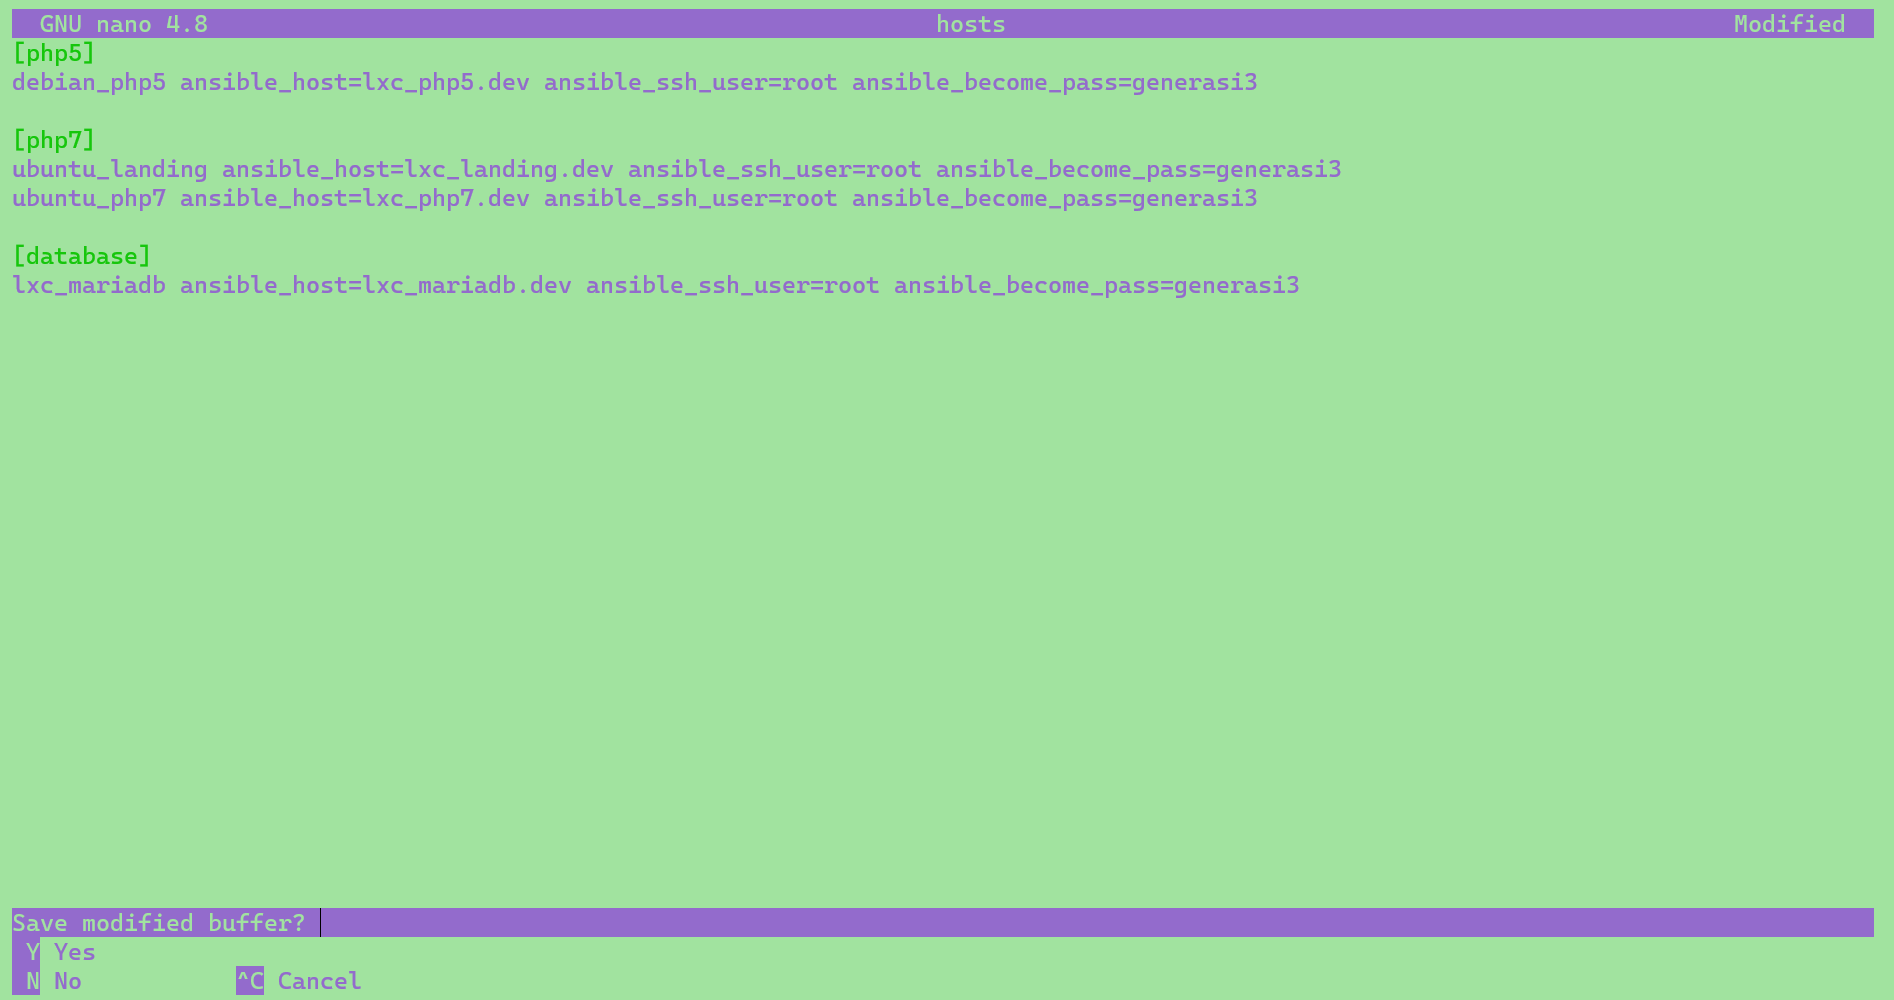 GNU nano 4.8 hosts Modified
[php5]
debian_php5 ansible_host=lxc_php5.dev ansible_ssh_user=root ansible_become_pass=generasi3
[php7]
ubuntu_landing ansible_host=lxc_landing.dev ansible_ssh_user=root ansible_become_pass=generasi3
ubuntu_php7 ansible_host=lxc_php7.dev ansible_ssh_user=root ansible_become_pass=generasi3
[database]
lxc_mariadb ansible_host=lxc_mariadb.dev ansible_ssh_user=root ansible_become_pass=generasi3
Save modified buffer?
Y Yes
N No ^C Cancel